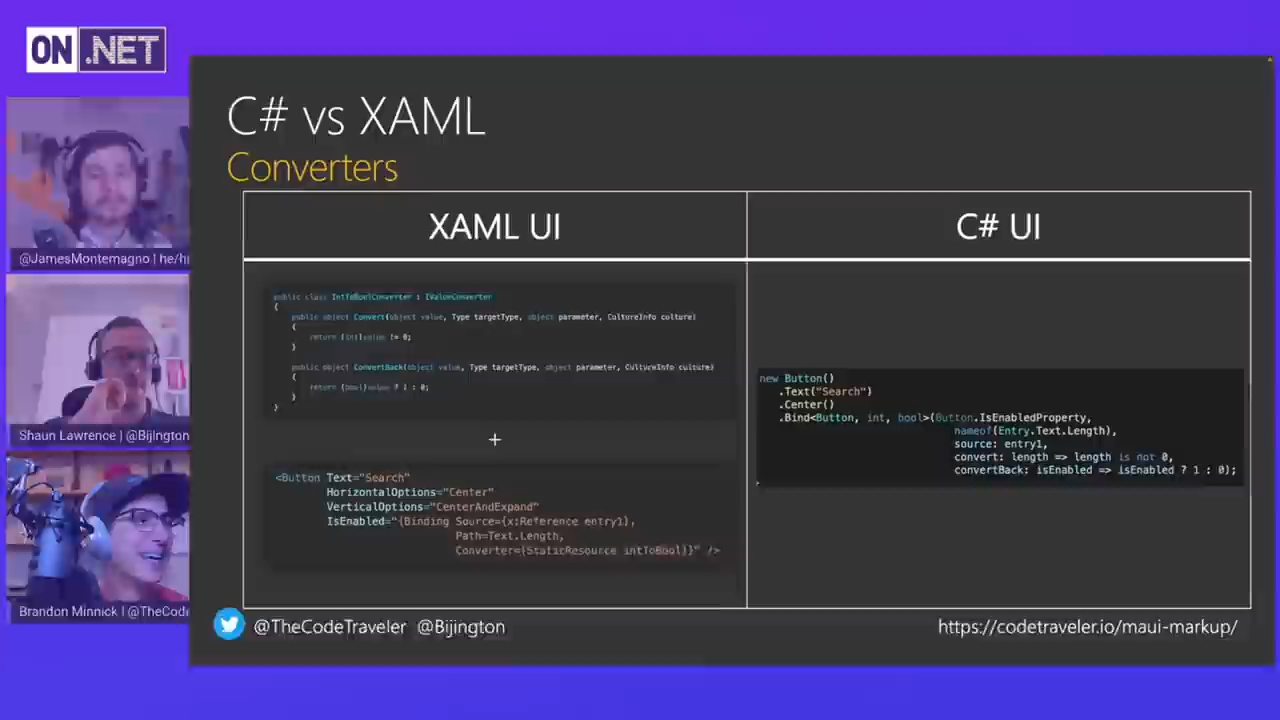 ON .NET
@JamesMontemagno | he/hi
Shaun Lawrence | @Bijington
Brandon Minnick | @TheCode
C# vs XAML
Converters
XAML UI
C# UI
public class IntToBoolConverter : IValueConverter
{
public object Convert(object value, Type targetType, object parameter, CultureInfo culture)
{
return (int)value != 0;
}
public object ConvertBack(object value, Type targetType, object parameter, CultureInfo culture)
{
return (bool)value ? 1 : 0;
}
}
+
<Button Text="Search"
HorizontalOptions="Center"
VerticalOptions="CenterAndExpand"
IsEnabled="{Binding Source={x:Reference entry1},
Path=Text.Length,
Converter={StaticResource intToBool}}" />
new Button()
.Text("Search")
.Center()
.Bind<Button, int, bool>(Button.IsEnabledProperty,
nameof(Entry.Text.Length),
source: entry1,
convert: length => length is not 0,
convertBack: isEnabled => isEnabled ? 1 : 0);
@TheCodeTraveler @Bijington
https://codetraveler.io/maui-markup/